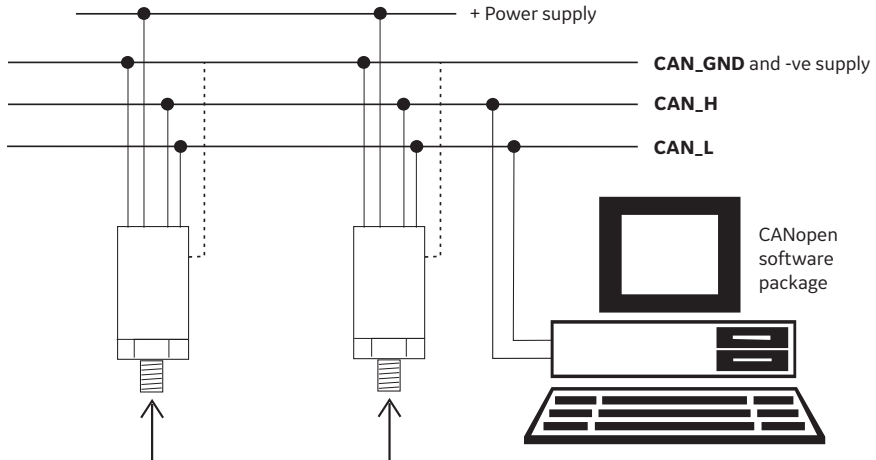 + Power supply
CAN_GND and -ve supply
CAN_H
CAN_L
CANopen
software
package